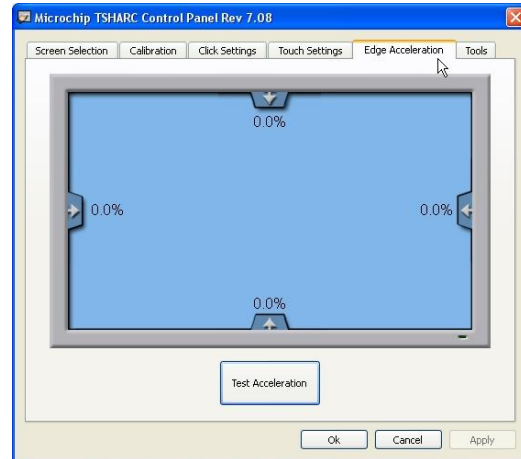 Microchip TSHARC Control Panel Rev 7.08
Screen Selection Calibration Click Settings Touch Settings Edge Acceleration Tools
0.0%
0.0% 0.0%
0.0%
Test Acceleration
Ok Cancel Apply